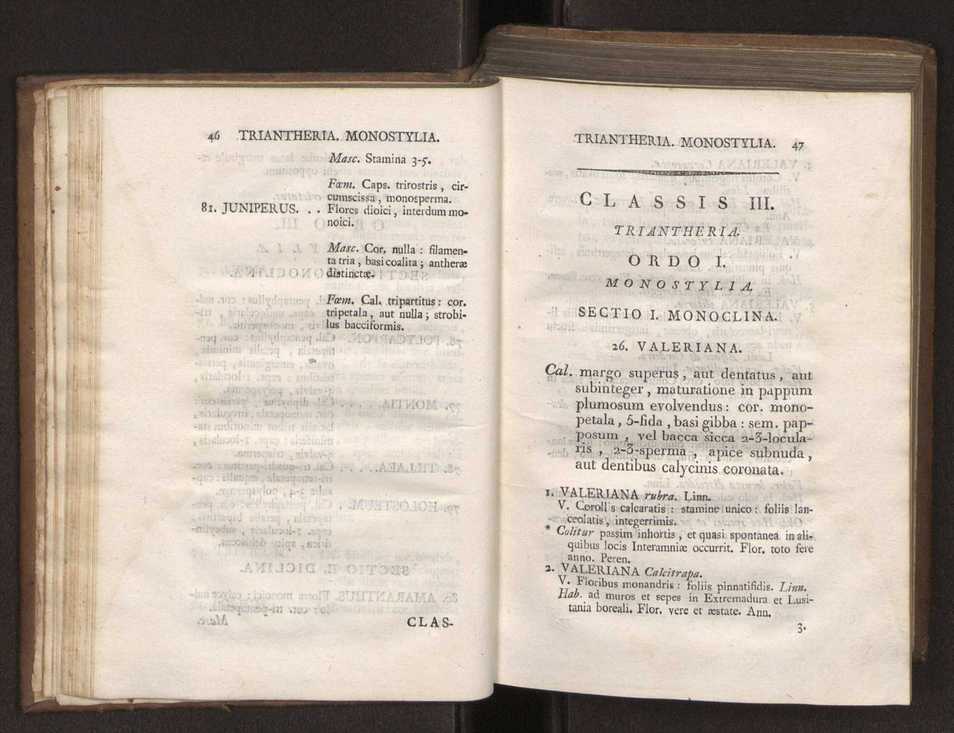 46 TRIANTHERIA. MONOSTYLIA.
Masc. Stamina 3-5.
Fœm. Caps. trirostris, cir-
cumscissa, monosperma.
81. JUNIPERUS. . . Flores dioici, interdum mo-
noici.
Masc. Cor. nulla : filamen-
ta tria, basi coalita; antheræ
distinctæ.
Fœm. Cal. tripartitus : cor.
tripetala, aut nulla; strobi-
lus bacciformis.
CLAS-
TRIANTHERIA. MONOSTYLIA. 47
CLASSIS III.
TRIANTHERIA.
ORDO I.
MONOSTYLIA.
SECTIO I. MONOCLINA.
26. VALERIANA.
Cal. margo superus, aut dentatus, aut
subinteger, maturatione in pappum
plumosum evolvendus: cor. mono-
petala, 5-fida, basi gibba : sem. pap-
posum, vel bacca sicca 2-3-locula-
ris, 2-3-sperma, apice subnuda,
aut dentibus calycinis coronata.
1. VALERIANA rubra. Linn.
V. Coroll s calcaratis : stamine unico : foliis lan-
ceolatis, integerrimis.
* Colitur passim inhortis, et quasi spontanea in ali-
quibus locis Interamniæ occurrit. Flor. toto fere
anno. Peren.
2. VALERIANA Calcitrapa.
V. Floribus monandris : foliis pinnatifidis. Linn.
Hab. ad muros et sepes in Extremadura et Lusi-
tania boreali. Flor. vere et æstate. Ann.
3.